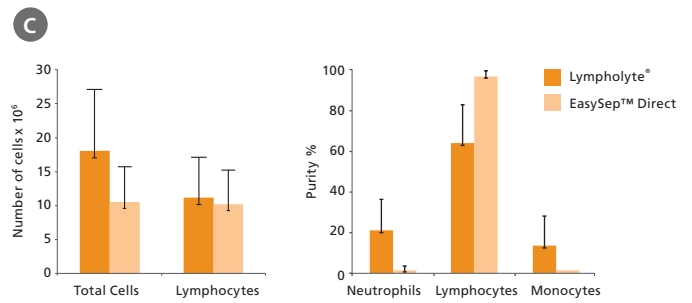 C
Number of cells x 10⁶
30
25
20
15
10
5
0
Total Cells
Lymphocytes
Purity %
100
80
60
40
20
0
Neutrophils
Lymphocytes
Monocytes
Lympholyte®
EasySep™ Direct